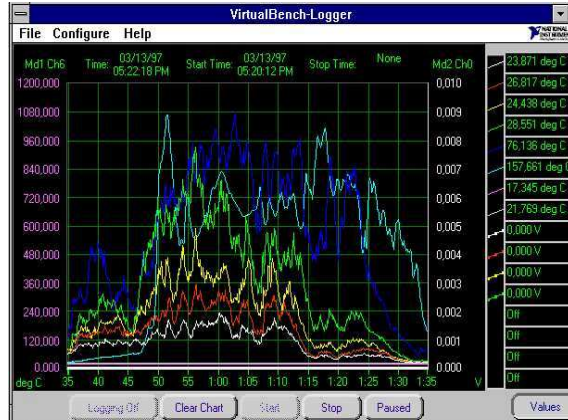 VirtualBench-Logger
File Configure Help
NATIONAL INSTRUMENTS
Md1 Ch6 Time: 03/13/97 05:22:18 PM Start Time: 03/13/97 05:20:12 PM Stop Time: None Md2 Ch0
1200,000 0,010
1080,000 0,009
960,000 0,008
840,000 0,007
720,000 0,006
600,000 0,005
480,000 0,004
360,000 0,003
240,000 0,002
120,000 0,001
0.000 0.000
35 40 45 50 55 1:00 1:05 1:10 1:15 1:20 1:25 1:30 1:35
deg C V
23,871 deg C
26,817 deg C
24,438 deg C
28,551 deg C
76,136 deg C
157,661 deg C
17,345 deg C
21,769 deg C
0,000 V
0,000 V
0,000 V
0,000 V
Off
Off
Off
Off
Logging Off Clear Chart Start Stop Paused Values